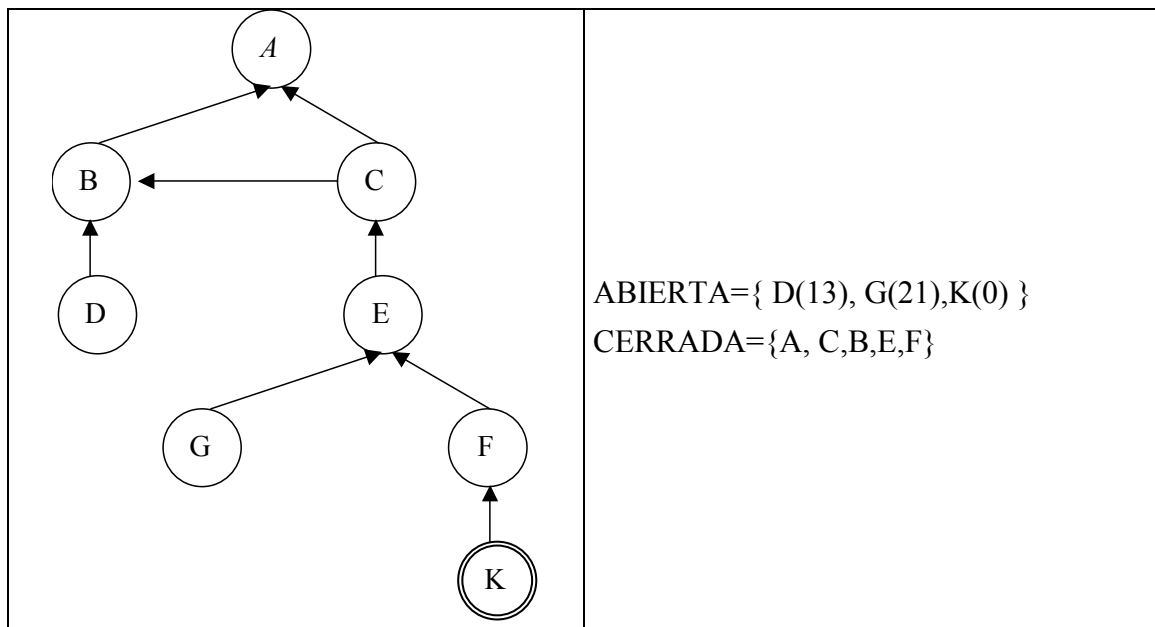 A
B
C
D
E
ABIERTA={ D(13), G(21),K(0) }
CERRADA={A, C,B,E,F}
G
F
K